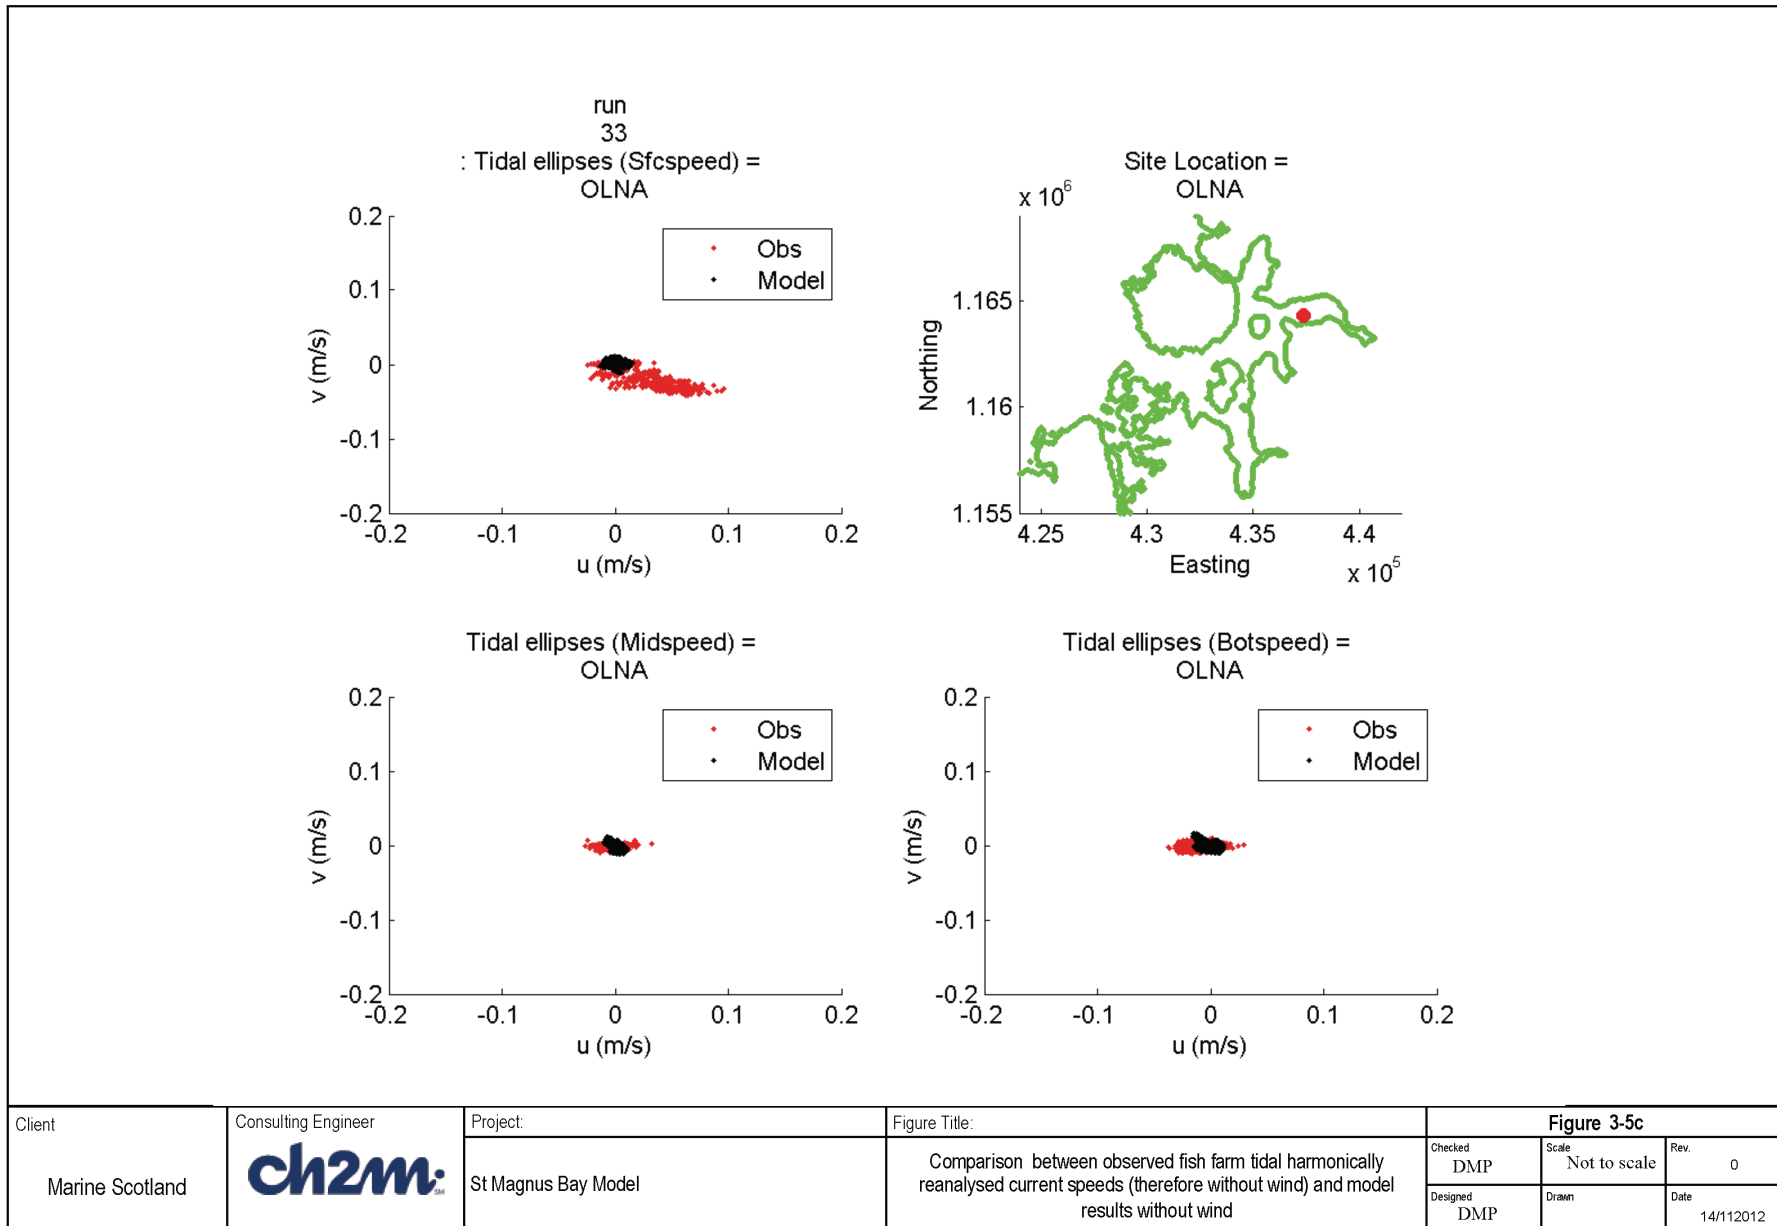 run
33
: Tidal ellipses (Sfcspeed) =
OLNA
0.2
0.1
0
-0.1
-0.2
v (m/s)
-0.2
-0.1
0
0.1
0.2
u (m/s)
Obs
Model
Site Location =
OLNA
x 10^6
1.165
1.16
1.155
Northing
4.25
4.3
4.35
4.4
Easting
x 10^5
Tidal ellipses (Midspeed) =
OLNA
0.2
0.1
0
-0.1
-0.2
v (m/s)
-0.2
-0.1
0
0.1
0.2
u (m/s)
Obs
Model
Tidal ellipses (Botspeed) =
OLNA
0.2
0.1
0
-0.1
-0.2
v (m/s)
-0.2
-0.1
0
0.1
0.2
u (m/s)
Obs
Model
Client
Marine Scotland
Consulting Engineer
ch2m:
SM
Project:
St Magnus Bay Model
Figure Title:
Comparison between observed fish farm tidal harmonically
reanalysed current speeds (therefore without wind) and model
results without wind
Figure 3-5c
Checked
DMP
Scale
Not to scale
Rev.
0
Designed
DMP
Drawn
Date
14/112012